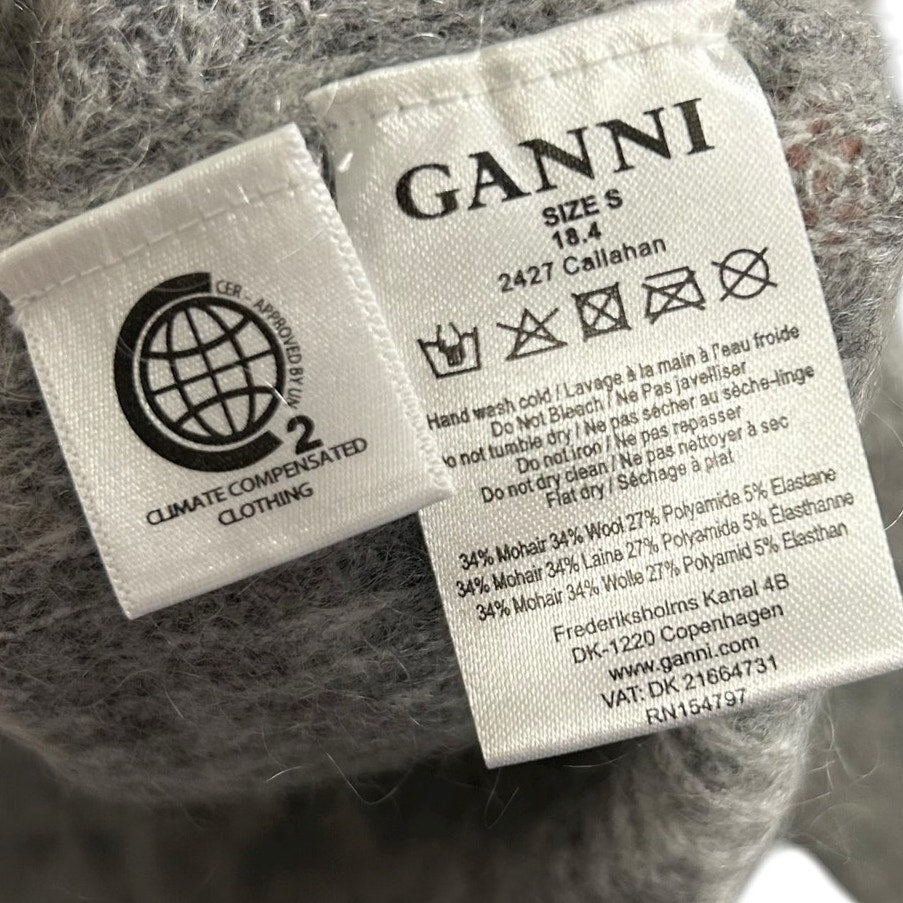 CER - APPROVED BY UN
2
CLIMATE COMPENSATED
CLOTHING
GANNI
SIZE S
18.4
2427 Callahan
Hand wash cold / Lavage à la main à l'eau froide
Do Not Bleach / Ne Pas javelliser
o not tumble dry / Ne pas sécher au sèche-linge
Do not iron / Ne pas repasser
Do not dry clean / Ne pas nettoyer à sec
Flat dry / Séchage à plat
34% Mohair 34% Wool 27% Polyamide 5% Elastane
34% Mohair 34% Laine 27% Polyamide 5% Elasthanne
34% Mohair 34% Wolle 27% Polyamid 5% Elasthan
Frederiksholms Kanal 4B
DK-1220 Copenhagen
www.ganni.com
VAT: DK 21664731
RN154797